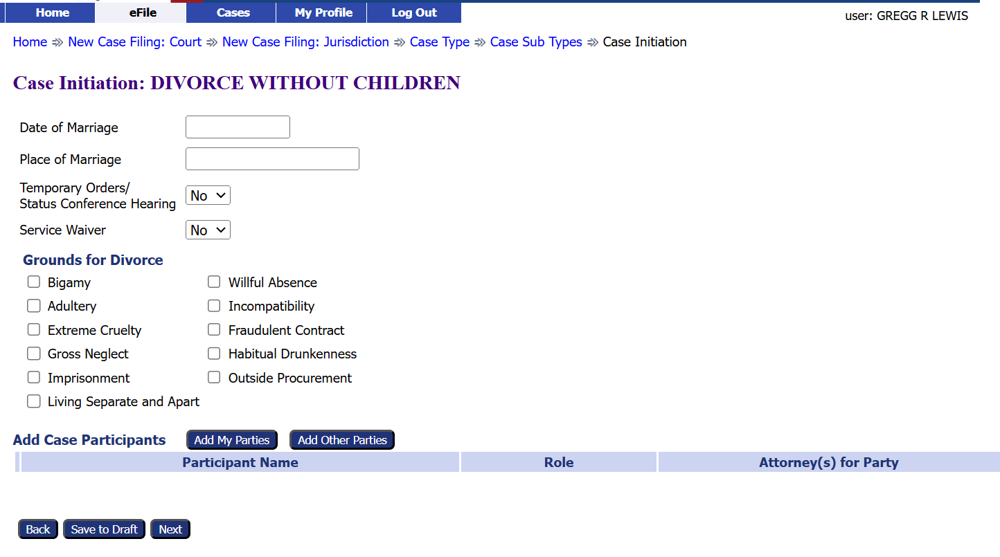 Home eFile Cases My Profile Log Out
user: GREGG R LEWIS
Home ⇒ New Case Filing: Court ⇒ New Case Filing: Jurisdiction ⇒ Case Type ⇒ Case Sub Types ⇒ Case Initiation
Case Initiation: DIVORCE WITHOUT CHILDREN
Date of Marriage
Place of Marriage
Temporary Orders/
Status Conference Hearing No
Service Waiver No
Grounds for Divorce
Bigamy Willful Absence
Adultery Incompatibility
Extreme Cruelty Fraudulent Contract
Gross Neglect Habitual Drunkenness
Imprisonment Outside Procurement
Living Separate and Apart
Add Case Participants Add My Parties Add Other Parties
Participant Name Role Attorney(s) for Party
Back Save to Draft Next